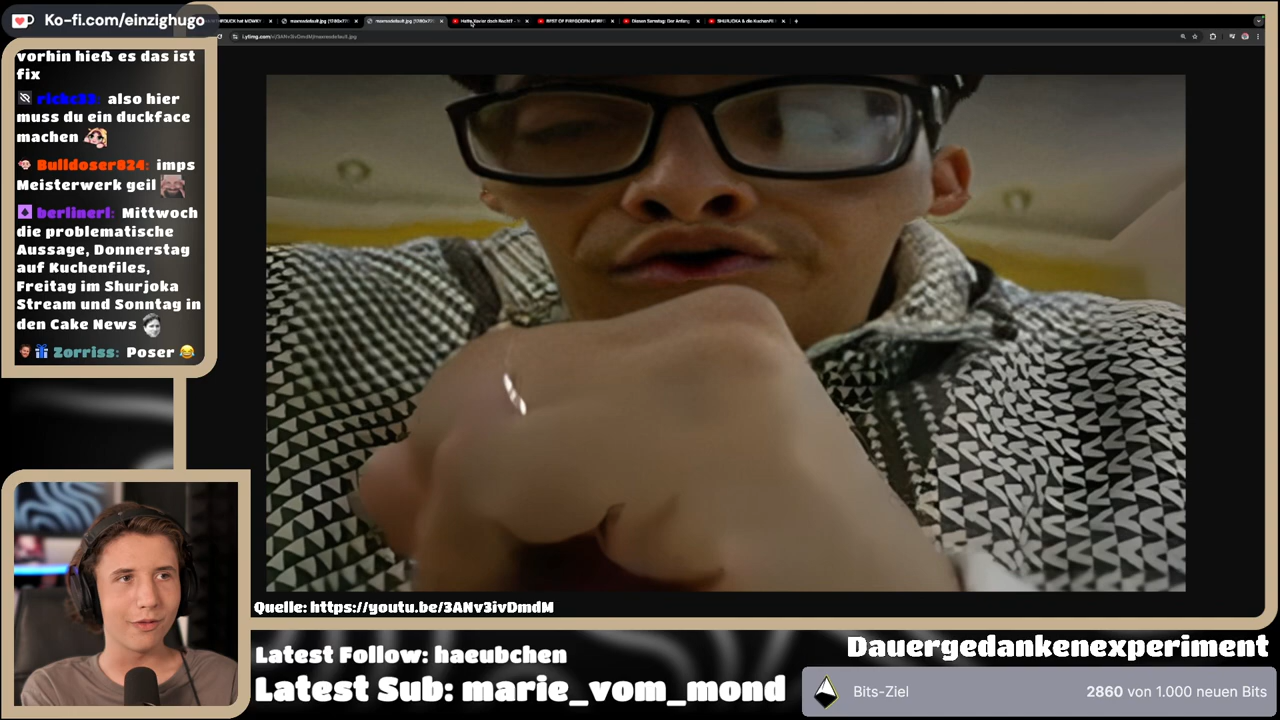 Ko-fi.com/einzighugo
vorhin hieß es das ist
fix
rickc33: also hier
muss du ein duckface
machen
Bulldoser824: imps
Meisterwerk geil
berlinerl: Mittwoch
die problematische
Aussage, Donnerstag
auf Kuchenfiles,
Freitag im Shurjoka
Stream und Sonntag in
den Cake News
Zorriss: Poser
Quelle: https://youtu.be/3ANv3ivDmdM
Latest Follow: haeubchen
Latest Sub: marie_vom_mond
Dauergedankenexperiment
Bits-Ziel
2860 von 1.000 neuen Bits